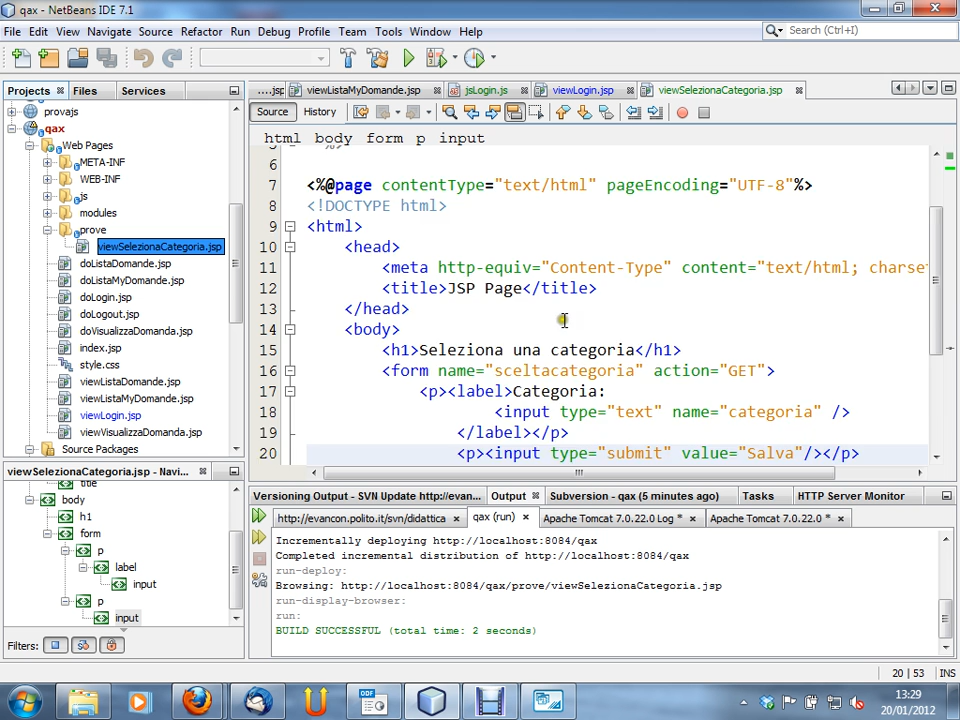 qax - NetBeans IDE 7.1
File Edit View Navigate Source Refactor Run Debug Profile Team Tools Window Help
Search (Ctrl+I)
Projects Files Services
....jsp viewListaMyDomande.jsp jsLogin.js viewLogin.jsp viewSelezionaCategoria.jsp
Source History
html body form p input
provajs
qax
Web Pages
META-INF
WEB-INF
js
modules
prove
viewSelezionaCategoria.jsp
doListaDomande.jsp
doListaMyDomande.jsp
doLogin.jsp
doLogout.jsp
doVisualizzaDomanda.jsp
index.jsp
style.css
viewListaDomande.jsp
viewListaMyDomande.jsp
viewLogin.jsp
viewVisualizzaDomanda.jsp
Source Packages
6
7 <%@page contentType="text/html" pageEncoding="UTF-8"%>
8 <!DOCTYPE html>
9 <html>
10 <head>
11 <meta http-equiv="Content-Type" content="text/html; charset
12 <title>JSP Page</title>
13 </head>
14 <body>
15 <h1>Seleziona una categoria</h1>
16 <form name="sceltacategoria" action="GET">
17 <p><label>Categoria:
18 <input type="text" name="categoria" />
19 </label></p>
20 <p><input type="submit" value="Salva"/></p>
viewSelezionaCategoria.jsp - Navi...
title
body
h1
form
p
label
input
p
input
Filters:
Versioning Output - SVN Update http://evan... Output Subversion - qax (5 minutes ago) Tasks HTTP Server Monitor
http://evancon.polito.it/svn/didattica qax (run) Apache Tomcat 7.0.22.0 Log * Apache Tomcat 7.0.22.0 *
Incrementally deploying http://localhost:8084/qax
Completed incremental distribution of http://localhost:8084/qax
run-deploy:
Browsing: http://localhost:8084/qax/prove/viewSelezionaCategoria.jsp
run-display-browser:
run:
BUILD SUCCESSFUL (total time: 2 seconds)
20 | 53 INS
13:29
20/01/2012